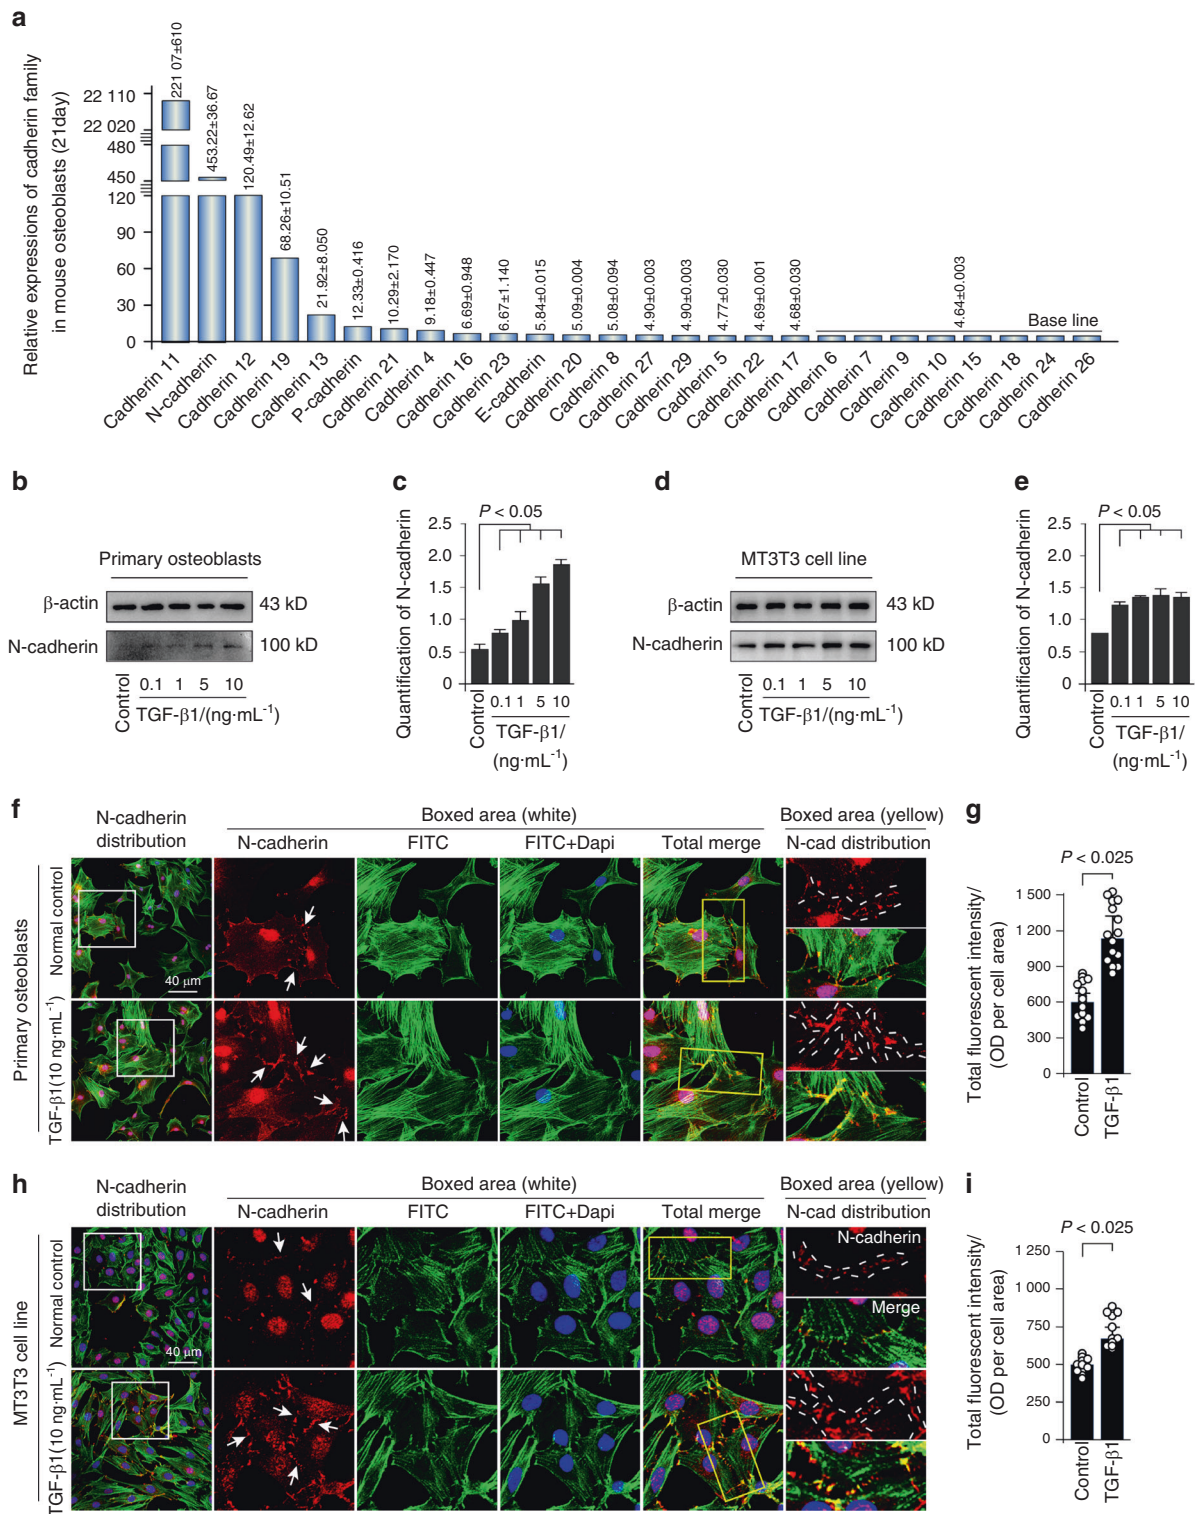 a
Relative expressions of cadherin family
in mouse osteoblasts (21day)
22 110
22 020
480
450
120
90
60
30
0
221 07±610
453.22±36.67
120.49±12.62
68.26±10.51
21.92±8.050
12.33±0.416
10.29±2.170
9.18±0.447
6.69±0.948
6.67±1.140
5.84±0.015
5.09±0.004
5.08±0.094
4.90±0.003
4.90±0.003
4.77±0.030
4.69±0.001
4.68±0.030
4.64±0.003
Base line
Cadherin 11
N-cadherin
Cadherin 12
Cadherin 19
Cadherin 13
P-cadherin
Cadherin 21
Cadherin 4
Cadherin 16
Cadherin 23
E-cadherin
Cadherin 20
Cadherin 8
Cadherin 27
Cadherin 29
Cadherin 5
Cadherin 22
Cadherin 17
Cadherin 6
Cadherin 7
Cadherin 9
Cadherin 10
Cadherin 15
Cadherin 18
Cadherin 24
Cadherin 26
b
Primary osteoblasts
β-actin
43 kD
N-cadherin
100 kD
Control
0.1 1 5 10
TGF-β1/(ng·mL⁻¹)
c
Quantification of N-cadherin
P < 0.05
2.5
2.0
1.5
1.0
0.5
0
Control
0.1 1 5 10
TGF-β1/
(ng·mL⁻¹)
d
MT3T3 cell line
β-actin
43 kD
N-cadherin
100 kD
Control
0.1 1 5 10
TGF-β1/(ng·mL⁻¹)
e
Quantification of N-cadherin
P < 0.05
2.5
2.0
1.5
1.0
0.5
0
Control
0.1 1 5 10
TGF-β1/
(ng·mL⁻¹)
f
N-cadherin
distribution
Boxed area (white)
N-cadherin
FITC
FITC+Dapi
Total merge
Boxed area (yellow)
N-cad distribution
Primary osteoblasts
Normal control
TGF-β1(10 ng·mL⁻¹)
40 μm
g
Total fluorescent intensity/
(OD per cell area)
P < 0.025
1 500
1 200
900
600
300
0
Control
TGF-β1
h
N-cadherin
distribution
Boxed area (white)
N-cadherin
FITC
FITC+Dapi
Total merge
Boxed area (yellow)
N-cad distribution
MT3T3 cell line
Normal control
TGF-β1(10 ng·mL⁻¹)
40 μm
N-cadherin
Merge
i
Total fluorescent intensity/
(OD per cell area)
P < 0.025
1 250
1 000
750
500
250
0
Control
TGF-β1